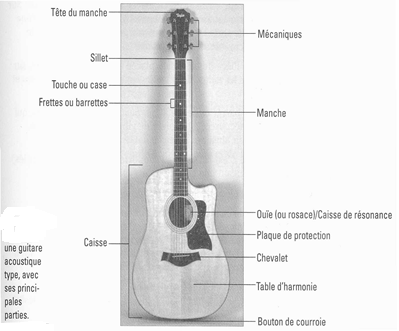 Tête du manche
Mécaniques
Sillet
Touche ou case
Frettes ou barrettes
Manche
Ouïe (ou rosace)/Caisse de résonance
Plaque de protection
Caisse
Chevalet
Table d'harmonie
Bouton de courroie
une guitare
acoustique
type, avec
ses princi-
pales
parties.